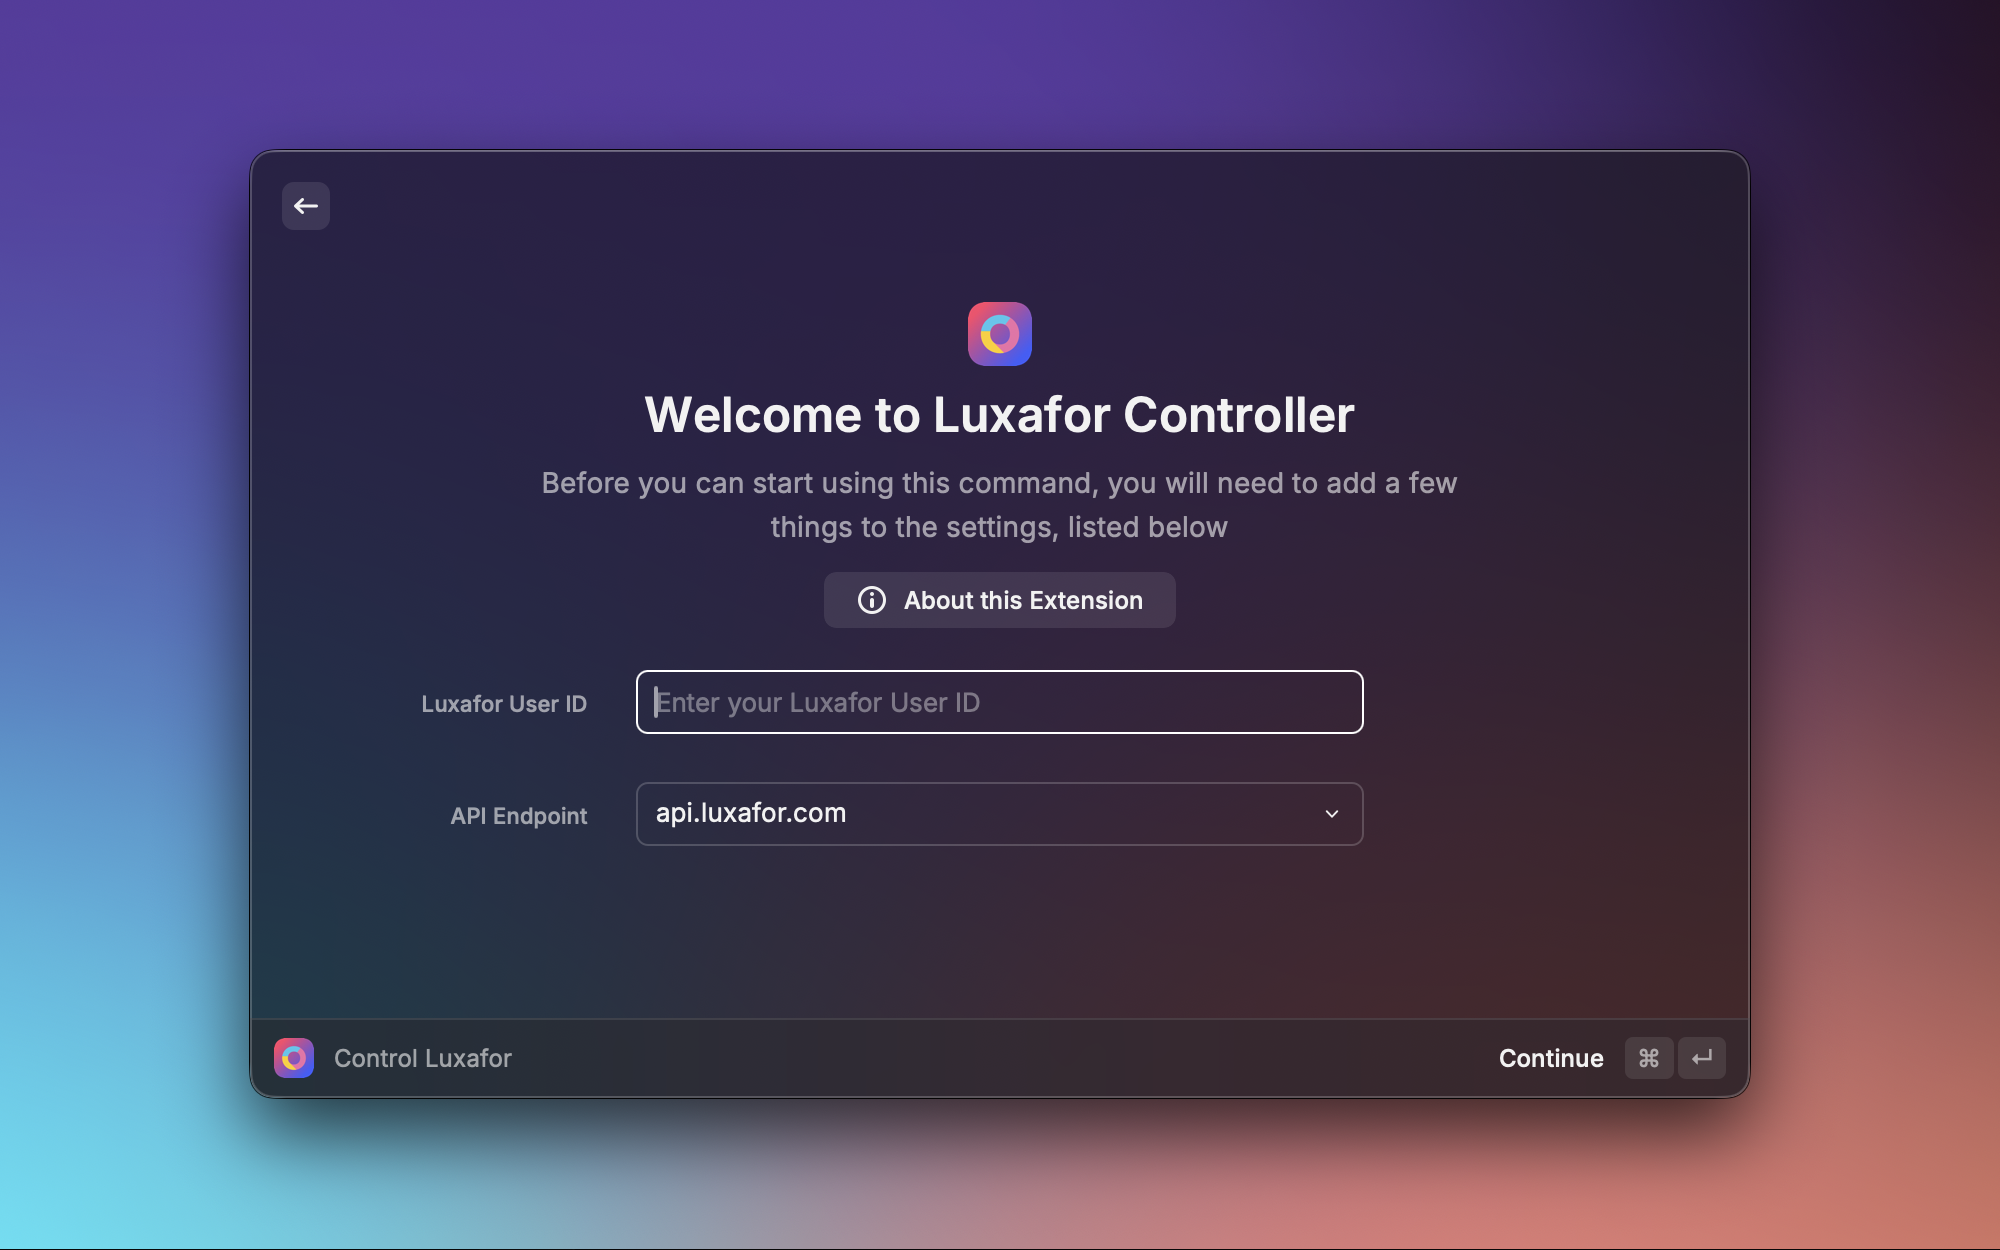 Welcome to Luxafor Controller
Before you can start using this command, you will need to add a few
things to the settings, listed below
About this Extension
Luxafor User ID
Enter your Luxafor User ID
API Endpoint
api.luxafor.com
Control Luxafor
Continue ⌘ ↵